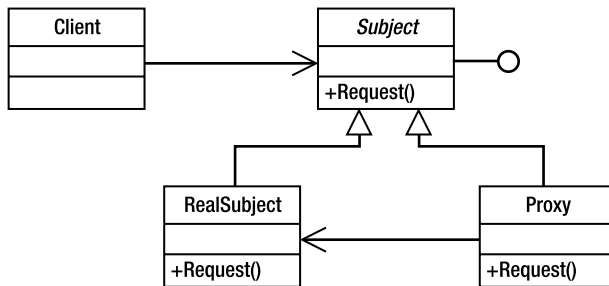 Client
Subject
+Request()
RealSubject
+Request()
Proxy
+Request()